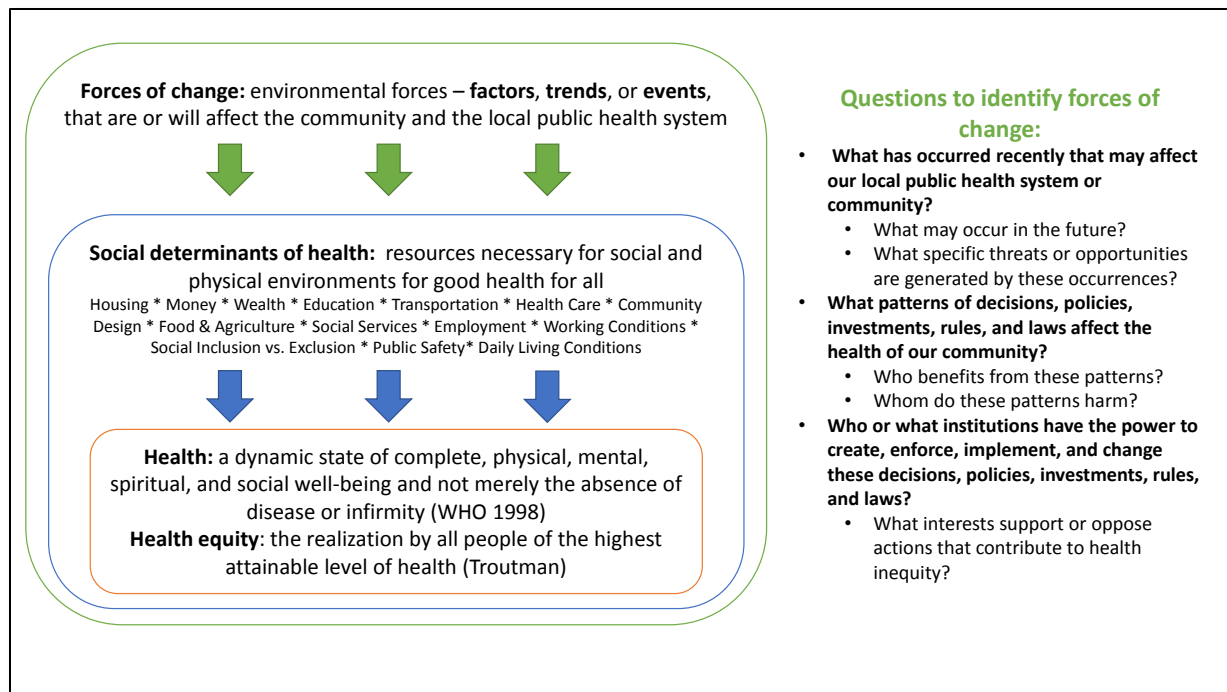 Forces of change: environmental forces – factors, trends, or events,
that are or will affect the community and the local public health system
Social determinants of health:  resources necessary for social and
physical environments for good health for all
Housing * Money * Wealth * Education * Transportation * Health Care * Community
Design * Food & Agriculture * Social Services * Employment * Working Conditions *
Social Inclusion vs. Exclusion * Public Safety* Daily Living Conditions
Health: a dynamic state of complete, physical, mental,
spiritual, and social well-being and not merely the absence of
disease or infirmity (WHO 1998)
Health equity: the realization by all people of the highest
attainable level of health (Troutman)
Questions to identify forces of
change:
• What has occurred recently that may affect
our local public health system or
community?
• What may occur in the future?
• What specific threats or opportunities
are generated by these occurrences?
• What patterns of decisions, policies,
investments, rules, and laws affect the
health of our community?
• Who benefits from these patterns?
• Whom do these patterns harm?
• Who or what institutions have the power to
create, enforce, implement, and change
these decisions, policies, investments, rules,
and laws?
• What interests support or oppose
actions that contribute to health
inequity?